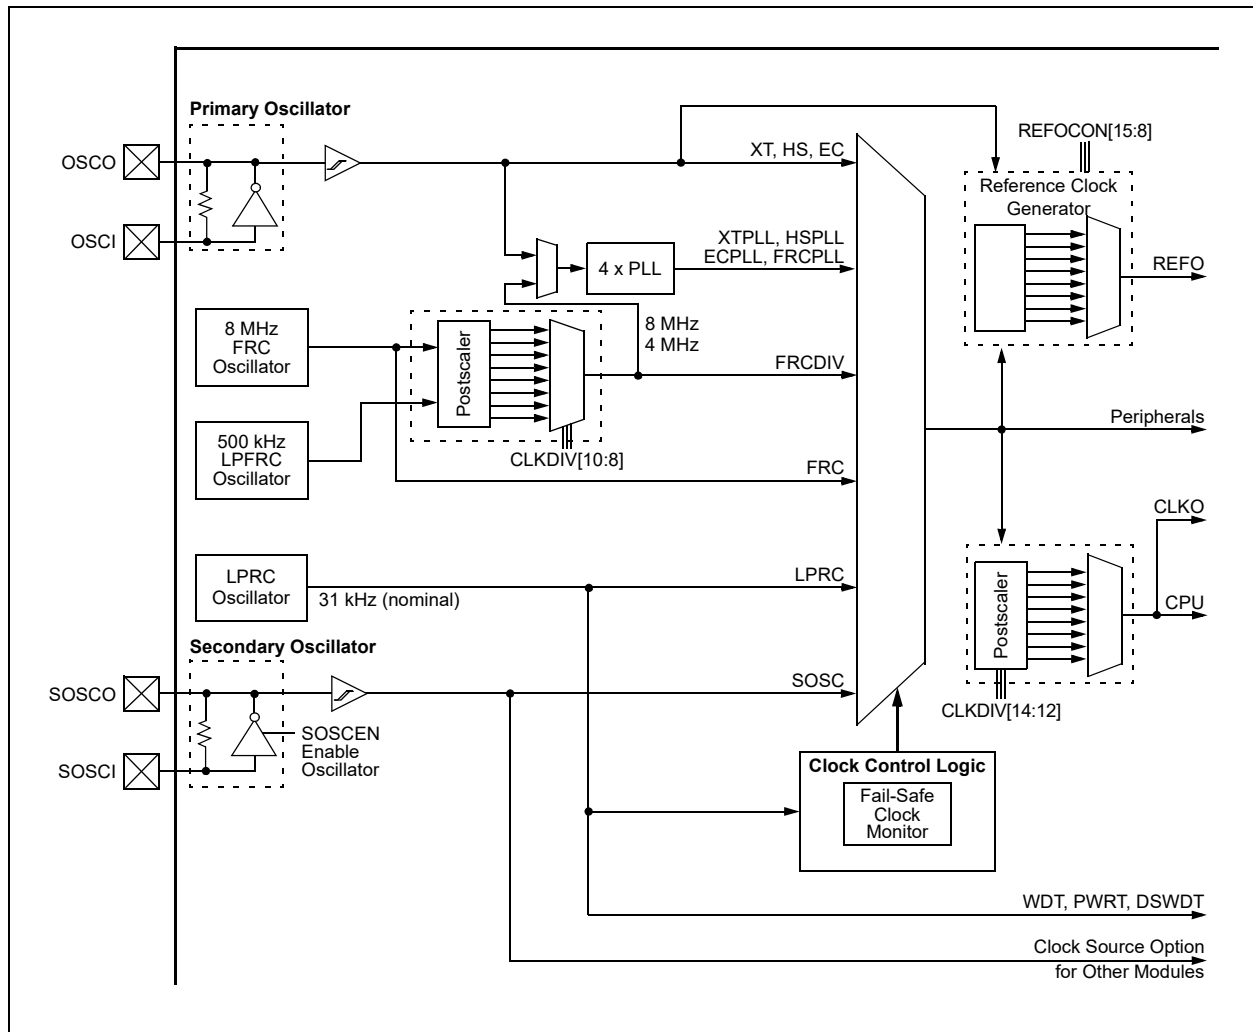 Primary Oscillator
OSCO
OSCI
XT, HS, EC
REFOCON[15:8]
Reference Clock
Generator
REFO
XTPLL, HSPLL
ECPLL, FRCPLL
4 x PLL
8 MHz
FRC
Oscillator
Postscaler
8 MHz
4 MHz
FRCDIV
Peripherals
500 kHz
LPFRC
Oscillator
CLKDIV[10:8]
FRC
CLKO
LPRC
Oscillator
31 kHz (nominal)
LPRC
Postscaler
CPU
CLKDIV[14:12]
Secondary Oscillator
SOSCO
SOSCI
SOSCEN
Enable
Oscillator
SOSC
Clock Control Logic
Fail-Safe
Clock
Monitor
WDT, PWRT, DSWDT
Clock Source Option
for Other Modules